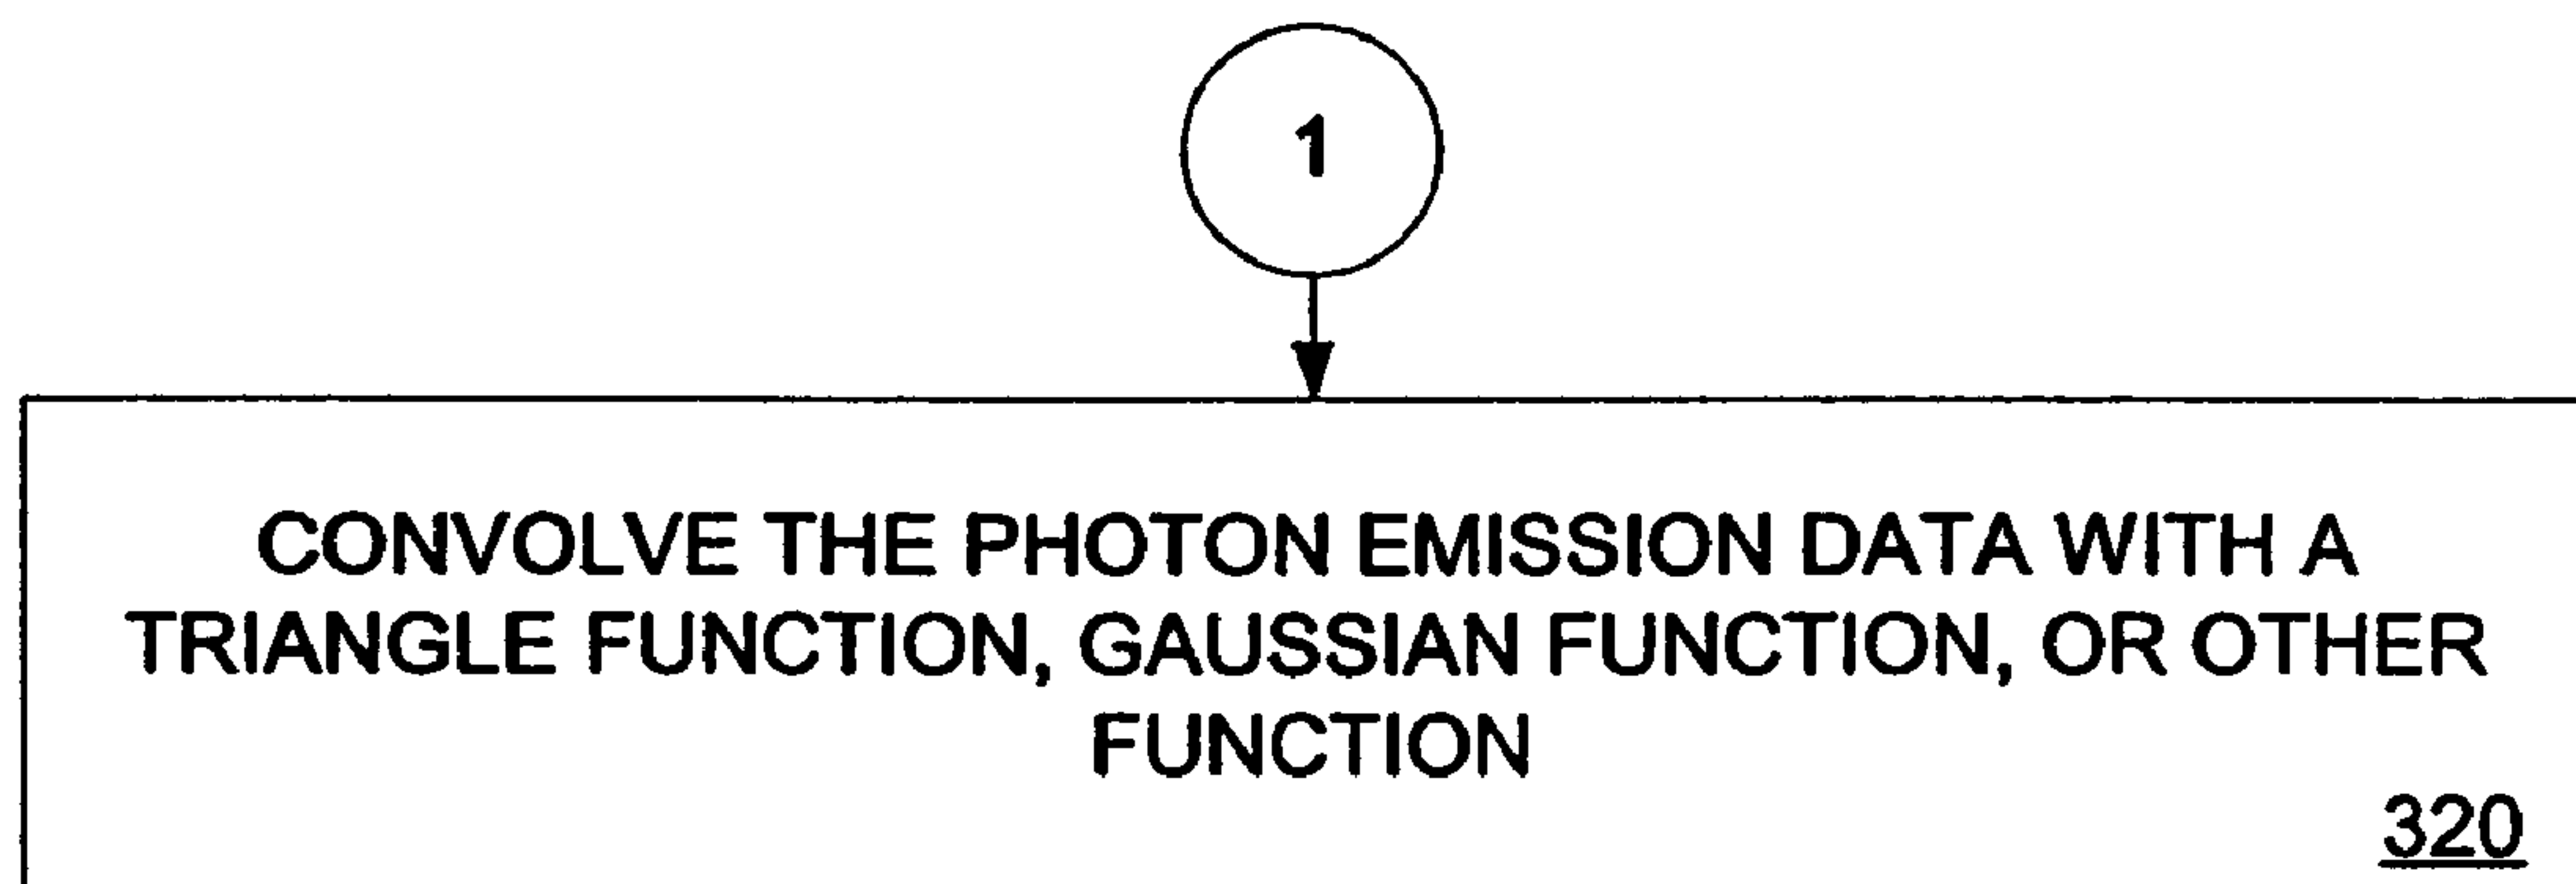 1
CONVOLVE THE PHOTON EMISSION DATA WITH A
TRIANGLE FUNCTION, GAUSSIAN FUNCTION, OR OTHER
FUNCTION
320